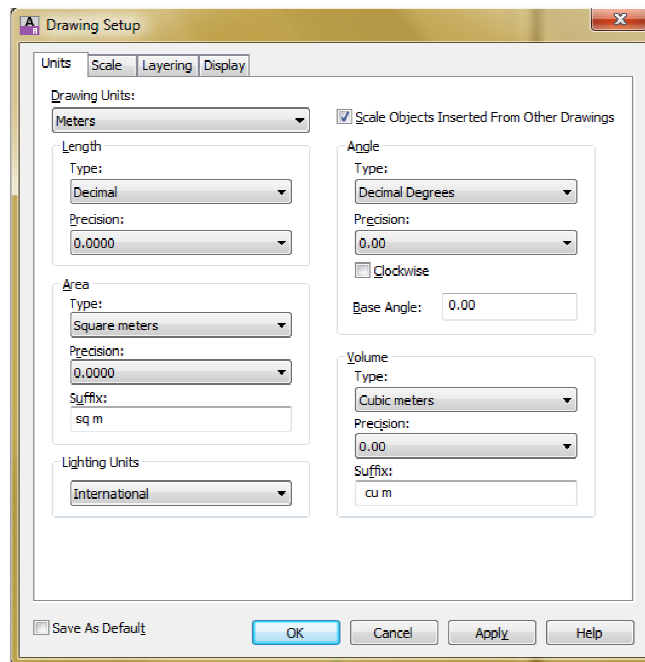 Drawing Setup
Units Scale Layering Display
Drawing Units:
Meters
Scale Objects Inserted From Other Drawings
Length
Type:
Decimal
Precision:
0.0000
Angle
Type:
Decimal Degrees
Precision:
0.00
Clockwise
Base Angle: 0.00
Area
Type:
Square meters
Precision:
0.0000
Suffix:
sq m
Volume
Type:
Cubic meters
Precision:
0.00
Suffix:
cu m
Lighting Units
International
Save As Default
OK Cancel Apply Help